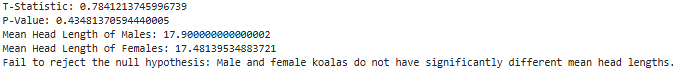 T-Statistic: 0.7841213745996739
P-Value: 0.43481370594440005
Mean Head Length of Males: 17.900000000000002
Mean Head Length of Females: 17.48139534883721
Fail to reject the null hypothesis: Male and female koalas do not have significantly different mean head lengths.